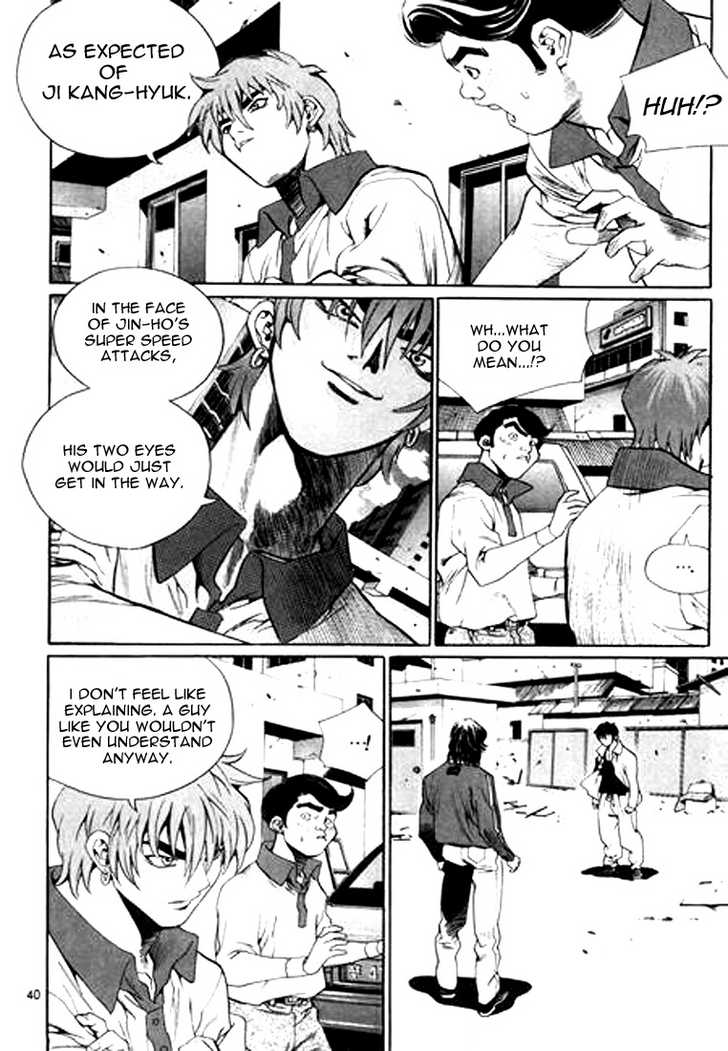 AS EXPECTED
OF
JI KANG-HYUK.
HUH!?
IN THE FACE
OF JIN-HO'S
SUPER SPEED
ATTACKS,
HIS TWO EYES
WOULD JUST
GET IN THE WAY.
WH...WHAT
DO YOU
MEAN...!?
...
I DON'T FEEL LIKE
EXPLAINING, A GUY
LIKE YOU WOULDN'T
EVEN UNDERSTAND
ANYWAY.
...!
40